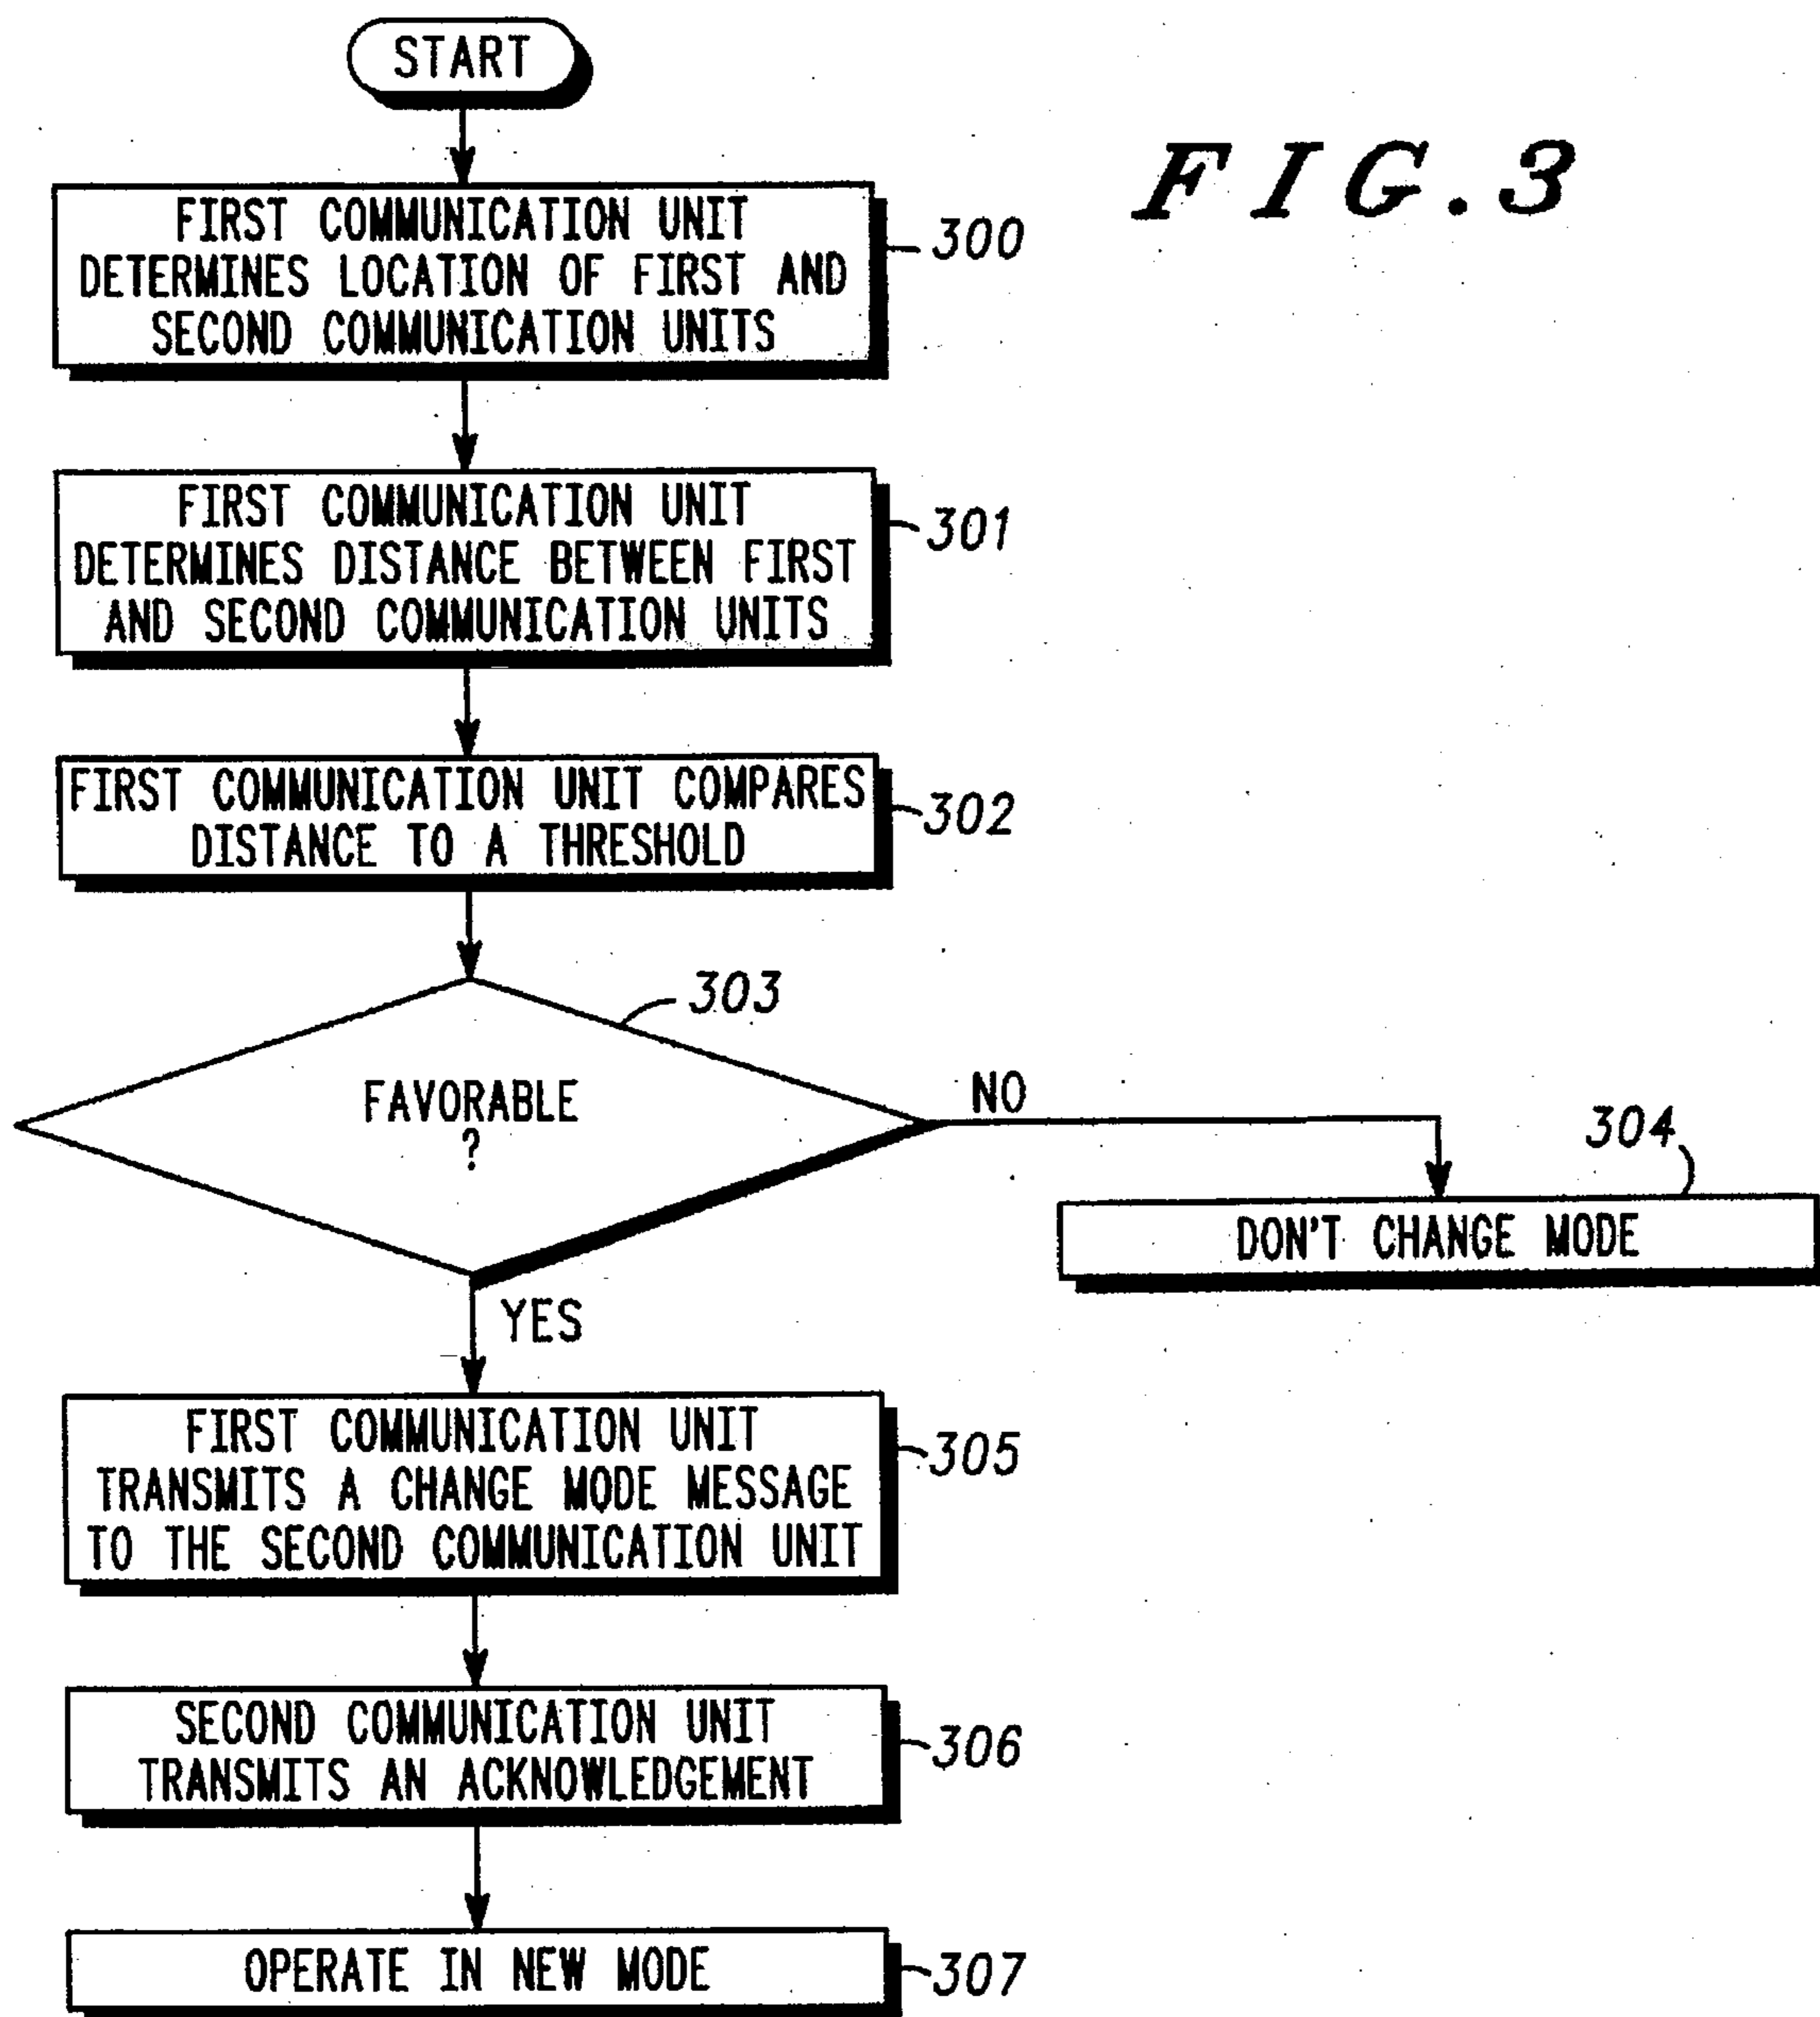 START
FIG.3
FIRST COMMUNICATION UNIT
DETERMINES LOCATION OF FIRST AND
SECOND COMMUNICATION UNITS
300
FIRST COMMUNICATION UNIT
DETERMINES DISTANCE BETWEEN FIRST
AND SECOND COMMUNICATION UNITS
301
FIRST COMMUNICATION UNIT COMPARES
DISTANCE TO A THRESHOLD
302
303
FAVORABLE
?
NO
304
DON'T CHANGE MODE
YES
FIRST COMMUNICATION UNIT
TRANSMITS A CHANGE MODE MESSAGE
TO THE SECOND COMMUNICATION UNIT
305
SECOND COMMUNICATION UNIT
TRANSMITS AN ACKNOWLEDGEMENT
306
OPERATE IN NEW MODE
307